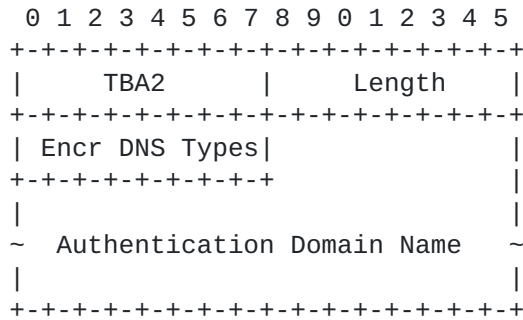 0 1 2 3 4 5 6 7 8 9 0 1 2 3 4 5
+-+-+-+-+-+-+-+-+-+-+-+-+-+-+-+-+
|     TBA2      |     Length    |
+-+-+-+-+-+-+-+-+-+-+-+-+-+-+-+-+
| Encr DNS Types|               |
+-+-+-+-+-+-+-+-+               |
|                               |
~  Authentication Domain Name   ~
|                               |
+-+-+-+-+-+-+-+-+-+-+-+-+-+-+-+-+